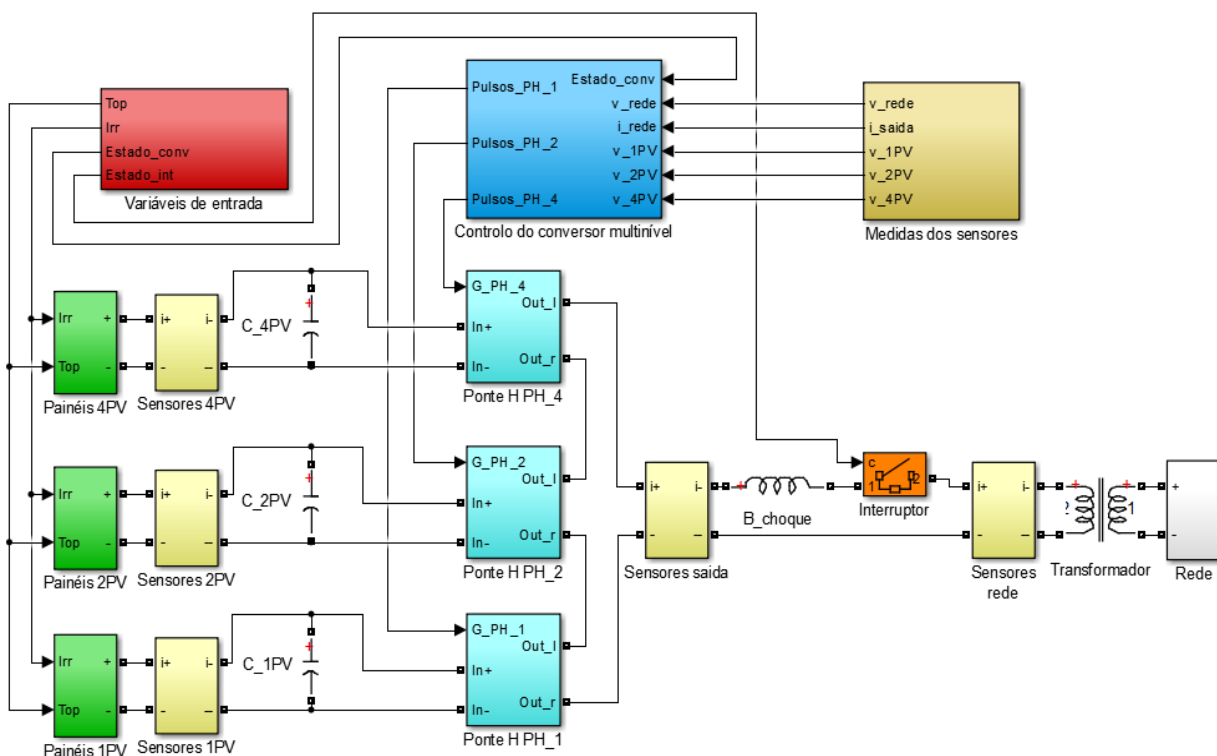 Top
Irr
Estado_conv
Estado_int
Variáveis de entrada
Pulsos_PH_1
Pulsos_PH_2
Pulsos_PH_4
Estado_conv
v_rede
i_rede
v_1PV
v_2PV
v_4PV
Controlo do conversor multinível
v_rede
i_saida
v_1PV
v_2PV
v_4PV
Medidas dos sensores
Irr
+
Top
-
Painéis 4PV
i+
i-
-
-
Sensores 4PV
+
C_4PV
G_PH_4
Out_l
In+
Out_r
In-
Ponte H PH_4
Irr
+
Top
-
Painéis 2PV
i+
i-
-
-
Sensores 2PV
+
C_2PV
G_PH_2
Out_l
In+
Out_r
In-
Ponte H PH_2
Irr
+
Top
-
Painéis 1PV
i+
i-
-
-
Sensores 1PV
+
C_1PV
G_PH_1
Out_l
In+
Out_r
In-
Ponte H PH_1
i+
i-
-
-
Sensores saida
+
B_choque
c
1
2
Interruptor
i+
i-
-
-
Sensores
rede
+
2
+
1
Transformador
+
-
Rede